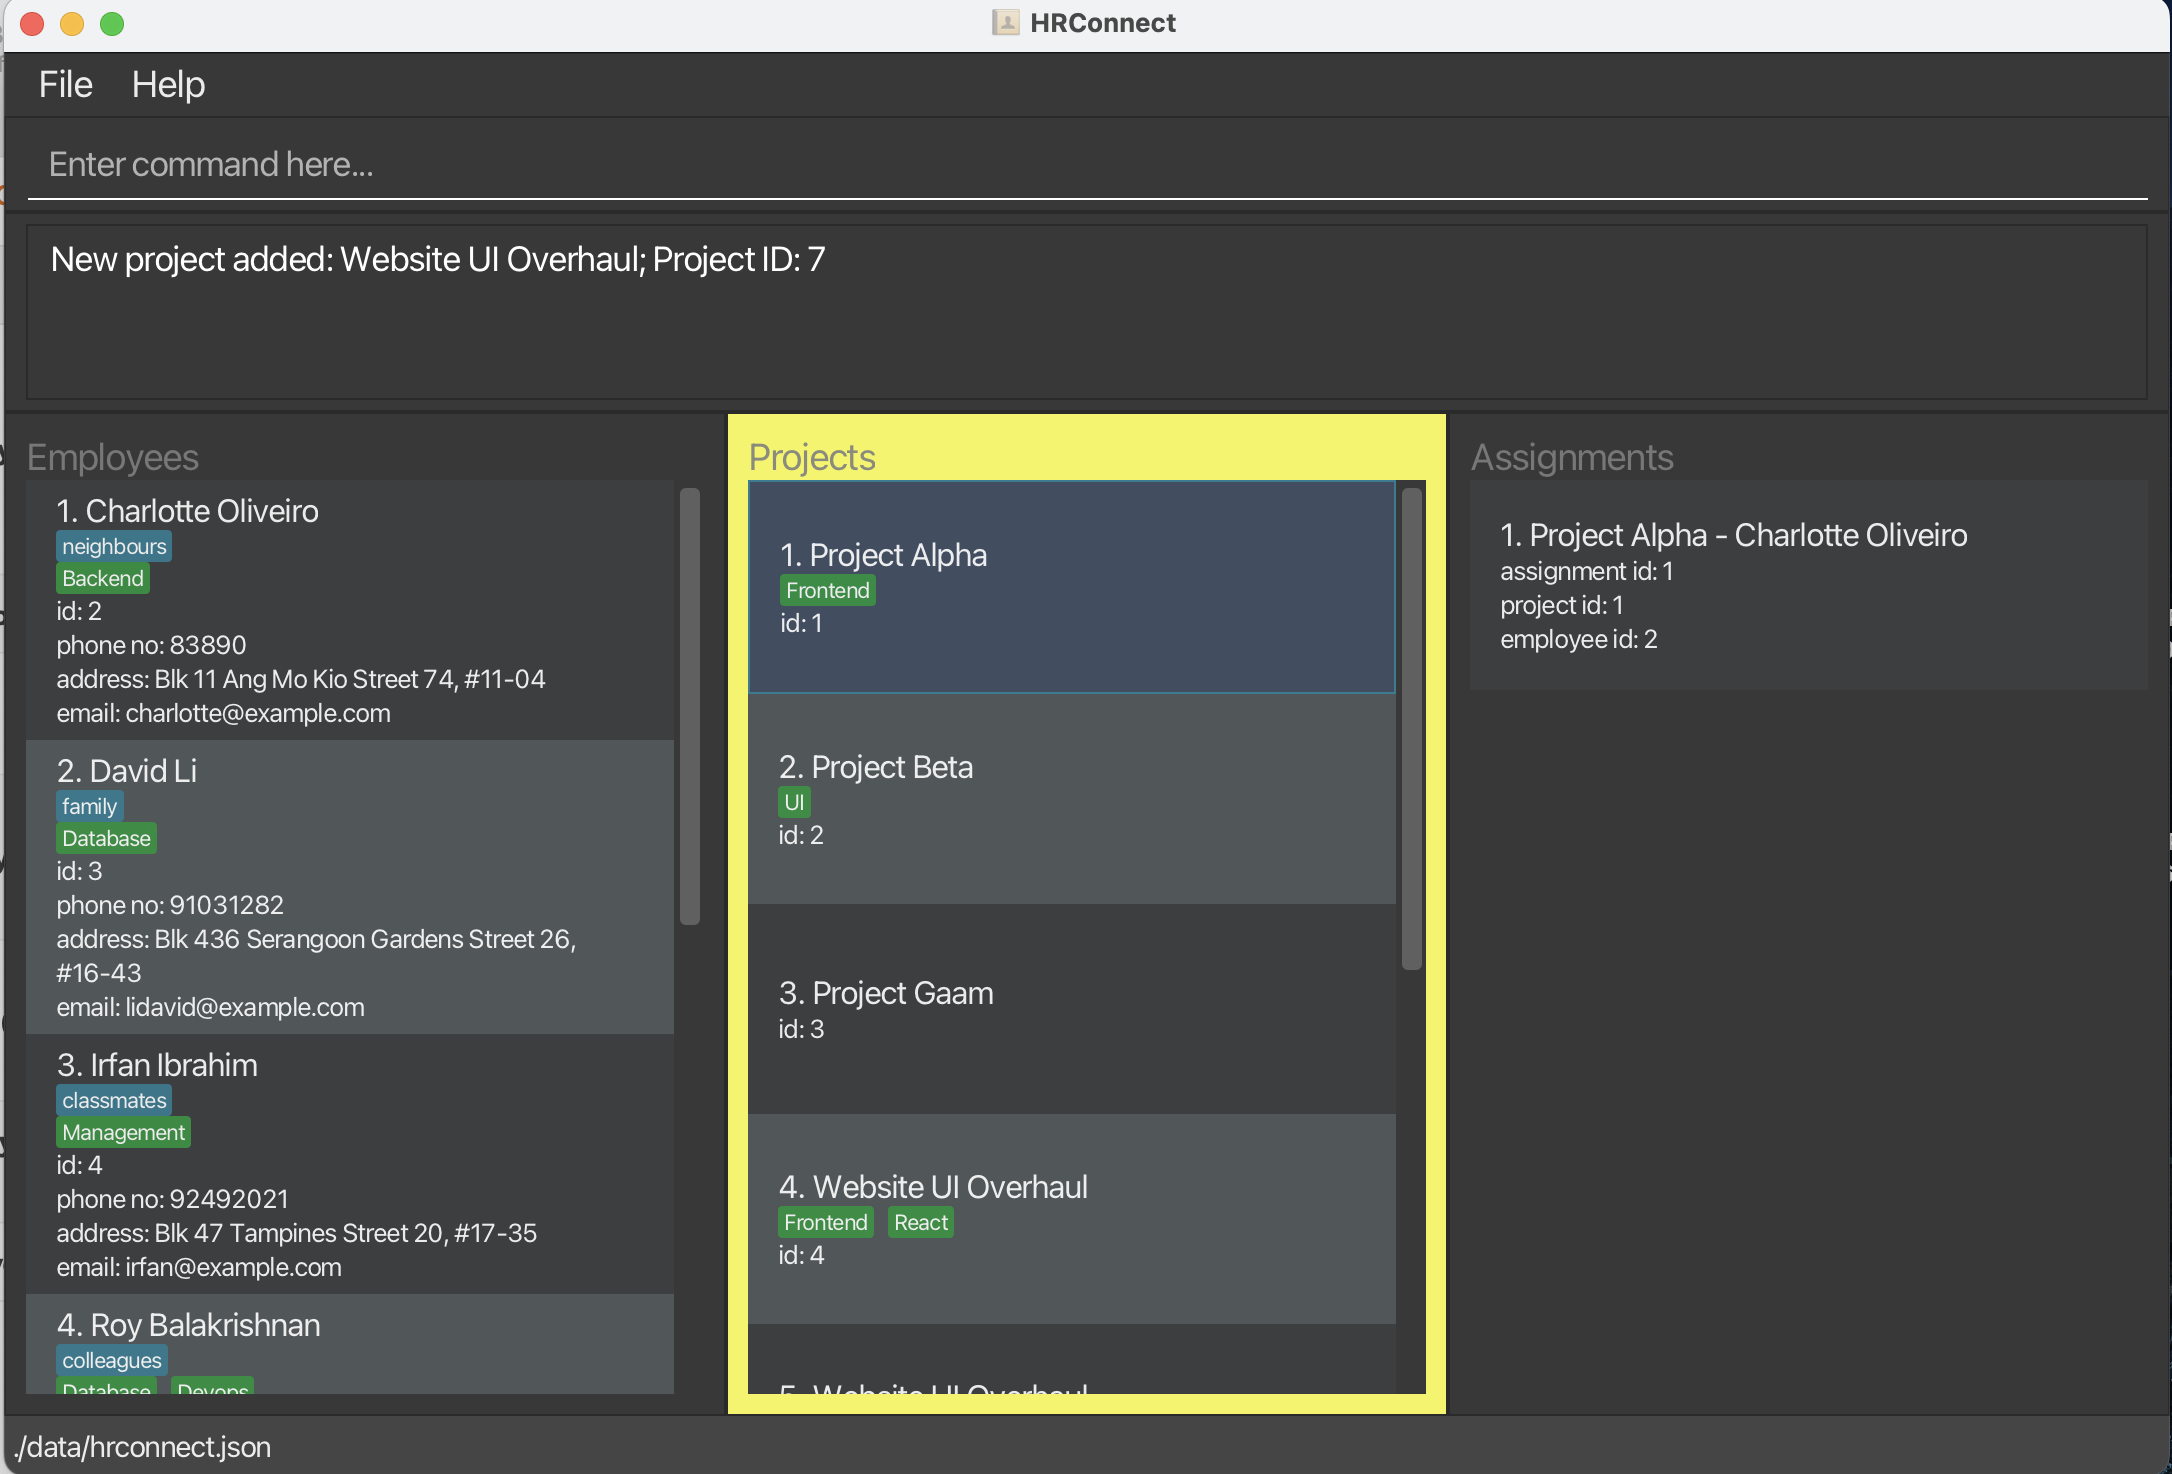 HRConnect
File Help
Enter command here...
New project added: Website UI Overhaul; Project ID: 7
Employees
1. Charlotte Oliveiro
neighbours
Backend
id: 2
phone no: 83890
address: Blk 11 Ang Mo Kio Street 74, #11-04
email: charlotte@example.com
2. David Li
family
Database
id: 3
phone no: 91031282
address: Blk 436 Serangoon Gardens Street 26,
#16-43
email: lidavid@example.com
3. Irfan Ibrahim
classmates
Management
id: 4
phone no: 92492021
address: Blk 47 Tampines Street 20, #17-35
email: irfan@example.com
4. Roy Balakrishnan
colleagues
Database Devops
Projects
1. Project Alpha
Frontend
id: 1
2. Project Beta
UI
id: 2
3. Project Gaam
id: 3
4. Website UI Overhaul
Frontend React
id: 4
5. Website UI Overhaul
Assignments
1. Project Alpha - Charlotte Oliveiro
assignment id: 1
project id: 1
employee id: 2
./data/hrconnect.json